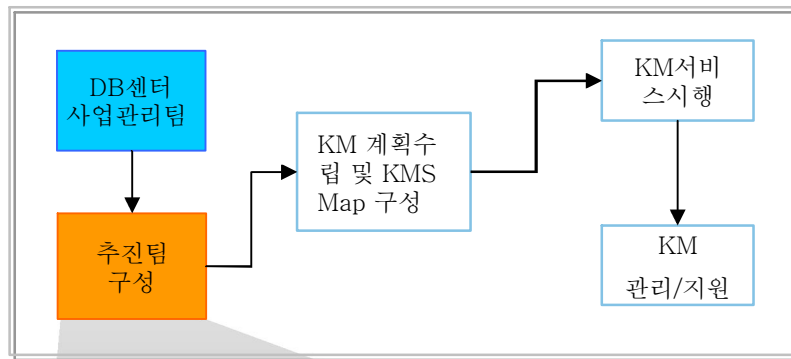 DB센터
사업관리팀
추진팀
구성
KM 계획수
립 및 KMS
Map 구성
KM서비
스시행
KM
관리/지원